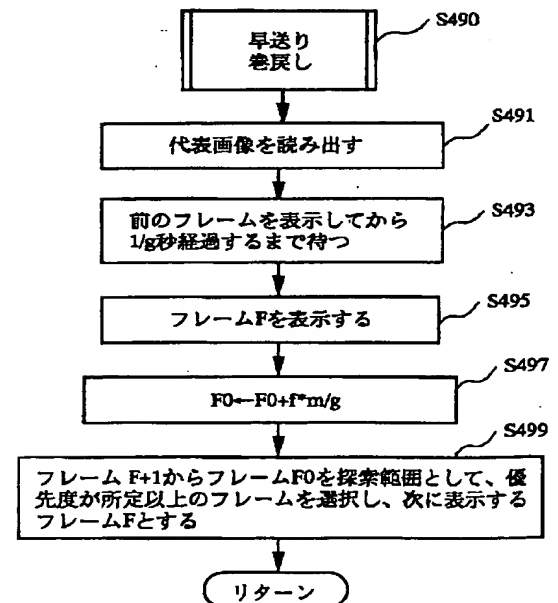 早送り
巻戻し
S490
代表画像を読み出す
S491
前のフレームを表示してから
1/g秒経過するまで待つ
S493
フレームFを表示する
S495
F0←F0+f*m/g
S497
フレーム F+1からフレームF0を探索範囲として、優
先度が所定以上のフレームを選択し、次に表示する
フレームFとする
S499
リターン